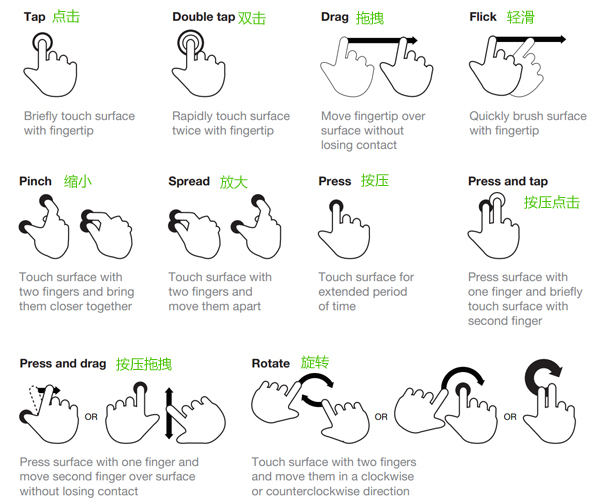 Tap 点击
Double tap 双击
Drag 拖拽
Flick 轻滑
Briefly touch surface
with fingertip
Rapidly touch surface
twice with fingertip
Move fingertip over
surface without
losing contact
Quickly brush surface
with fingertip
Pinch 缩小
Spread 放大
Press 按压
Press and tap
按压点击
Touch surface with
two fingers and bring
them closer together
Touch surface with
two fingers and
move them apart
Touch surface for
extended period
of time
Press surface with
one finger and briefly
touch surface with
second finger
Press and drag 按压拖拽
Rotate 旋转
OR
OR
OR
Press surface with one finger and
move second finger over surface
without losing contact
Touch surface with two fingers
and move them in a clockwise
or counterclockwise direction